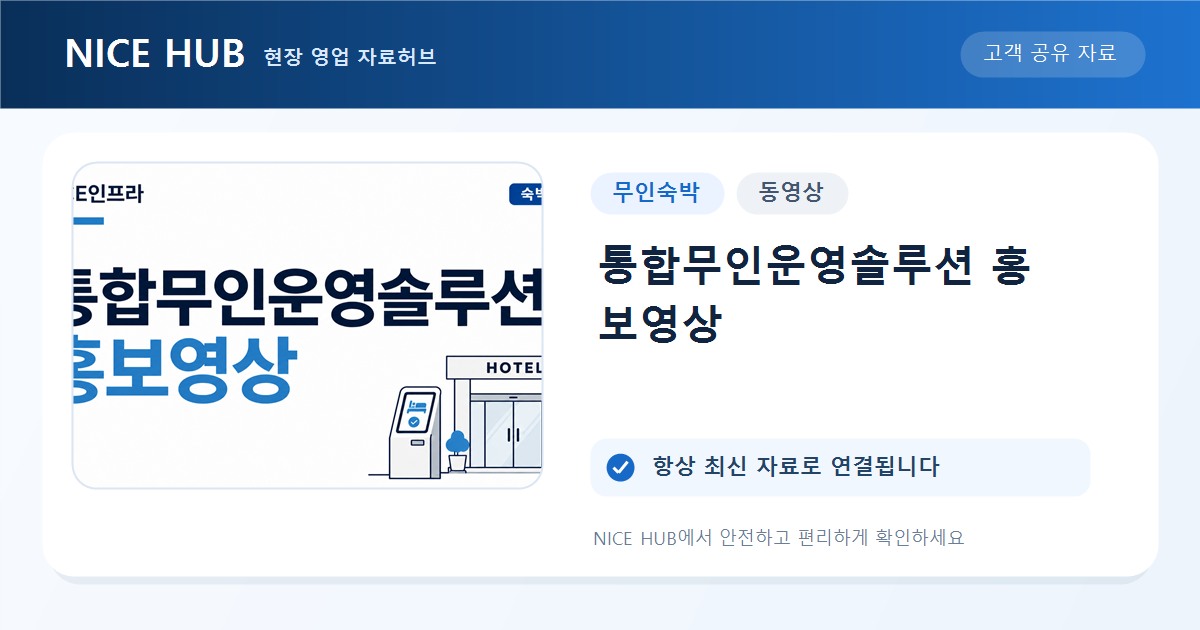 NICE HUB 현장 영업 자료허브
고객 공유 자료
E인프라
숙박
통합무인운영솔루션
홍보영상
HOTEL
무인숙박
동영상
통합무인운영솔루션 홍
보영상
항상 최신 자료로 연결됩니다
NICE HUB에서 안전하고 편리하게 확인하세요